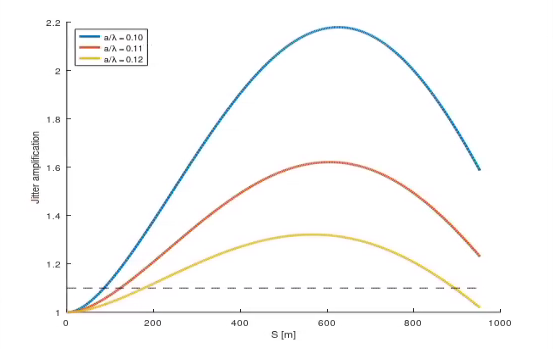 2.2
a/λ = 0.10
a/λ = 0.11
a/λ = 0.12
2
1.8
1.6
1.4
1.2
1
Jitter amplification
0 200 400 600 800 1000
S [m]